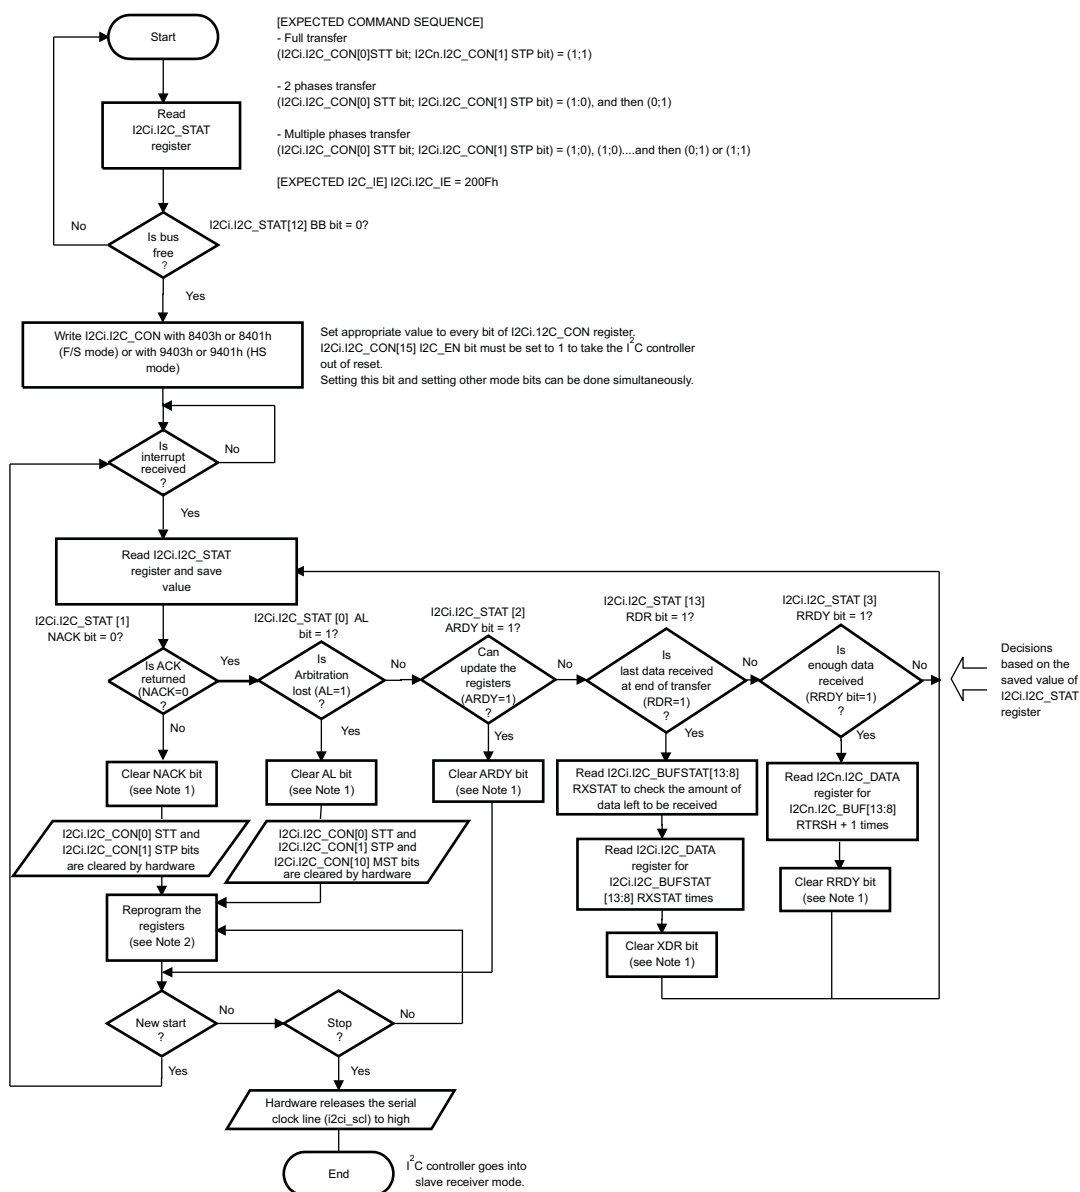 Start
[EXPECTED COMMAND SEQUENCE]
- Full transfer
(I2Ci.I2C_CON[0]STT bit; I2Cn.I2C_CON[1] STP bit) = (1;1)
- 2 phases transfer
(I2Ci.I2C_CON[0] STT bit; I2Ci.I2C_CON[1] STP bit) = (1:0), and then (0;1)
- Multiple phases transfer
(I2Ci.I2C_CON[0] STT bit; I2Ci.I2C_CON[1] STP bit) = (1;0), (1;0)....and then (0;1) or (1;1)
[EXPECTED I2C_IE] I2Ci.I2C_IE = 200Fh
Read
I2Ci.I2C_STAT
register
No
I2Ci.I2C_STAT[12] BB bit = 0?
Is bus
free
?
Yes
Write I2Ci.I2C_CON with 8403h or 8401h
(F/S mode) or with 9403h or 9401h (HS
mode)
Set appropriate value to every bit of I2Ci.12C_CON register.
I2Ci.I2C_CON[15] I2C_EN bit must be set to 1 to take the I2C controller
out of reset.
Setting this bit and setting other mode bits can be done simultaneously.
Is
interrupt
received
?
No
Yes
Read I2Ci.I2C_STAT
register and save
value
I2Ci.I2C_STAT [1]
NACK bit = 0?
I2Ci.I2C_STAT [0] AL
bit = 1?
I2Ci.I2C_STAT [2]
ARDY bit = 1?
I2Ci.I2C_STAT [13]
RDR bit = 1?
I2Ci.I2C_STAT [3]
RRDY bit = 1?
Is ACK
returned
(NACK=0
?
Yes
No
Is
Arbitration
lost (AL=1)
?
No
Yes
Can
update the
registers
(ARDY=1)
?
No
Yes
Is
last data received
at end of transfer
(RDR=1)
?
No
Yes
Is
enough data
received
(RRDY bit=1)
?
No
Yes
Decisions
based on the
saved value of
I2Ci.I2C_STAT
register
Clear NACK bit
(see Note 1)
Clear AL bit
(see Note 1)
Clear ARDY bit
(see Note 1)
Read I2Ci.I2C_BUFSTAT[13:8]
RXSTAT to check the amount of
data left to be received
Read I2Cn.I2C_DATA
register for
I2Cn.I2C_BUF[13:8]
RTRSH + 1 times
I2Ci.I2C_CON[0] STT and
I2Ci.I2C_CON[1] STP bits
are cleared by hardware
I2Ci.I2C_CON[0] STT and
I2Ci.I2C_CON[1] STP and
I2Ci.I2C_CON[10] MST bits
are cleared by hardware
Read I2Ci.I2C_DATA
register for
I2Ci.I2C_BUFSTAT
[13:8] RXSTAT times
Clear RRDY bit
(see Note 1)
Reprogram the
registers
(see Note 2)
Clear XDR bit
(see Note 1)
New start
?
No
Yes
Stop
?
No
Yes
Hardware releases the serial
clock line (i2ci_scl) to high
End
I2C controller goes into
slave receiver mode.